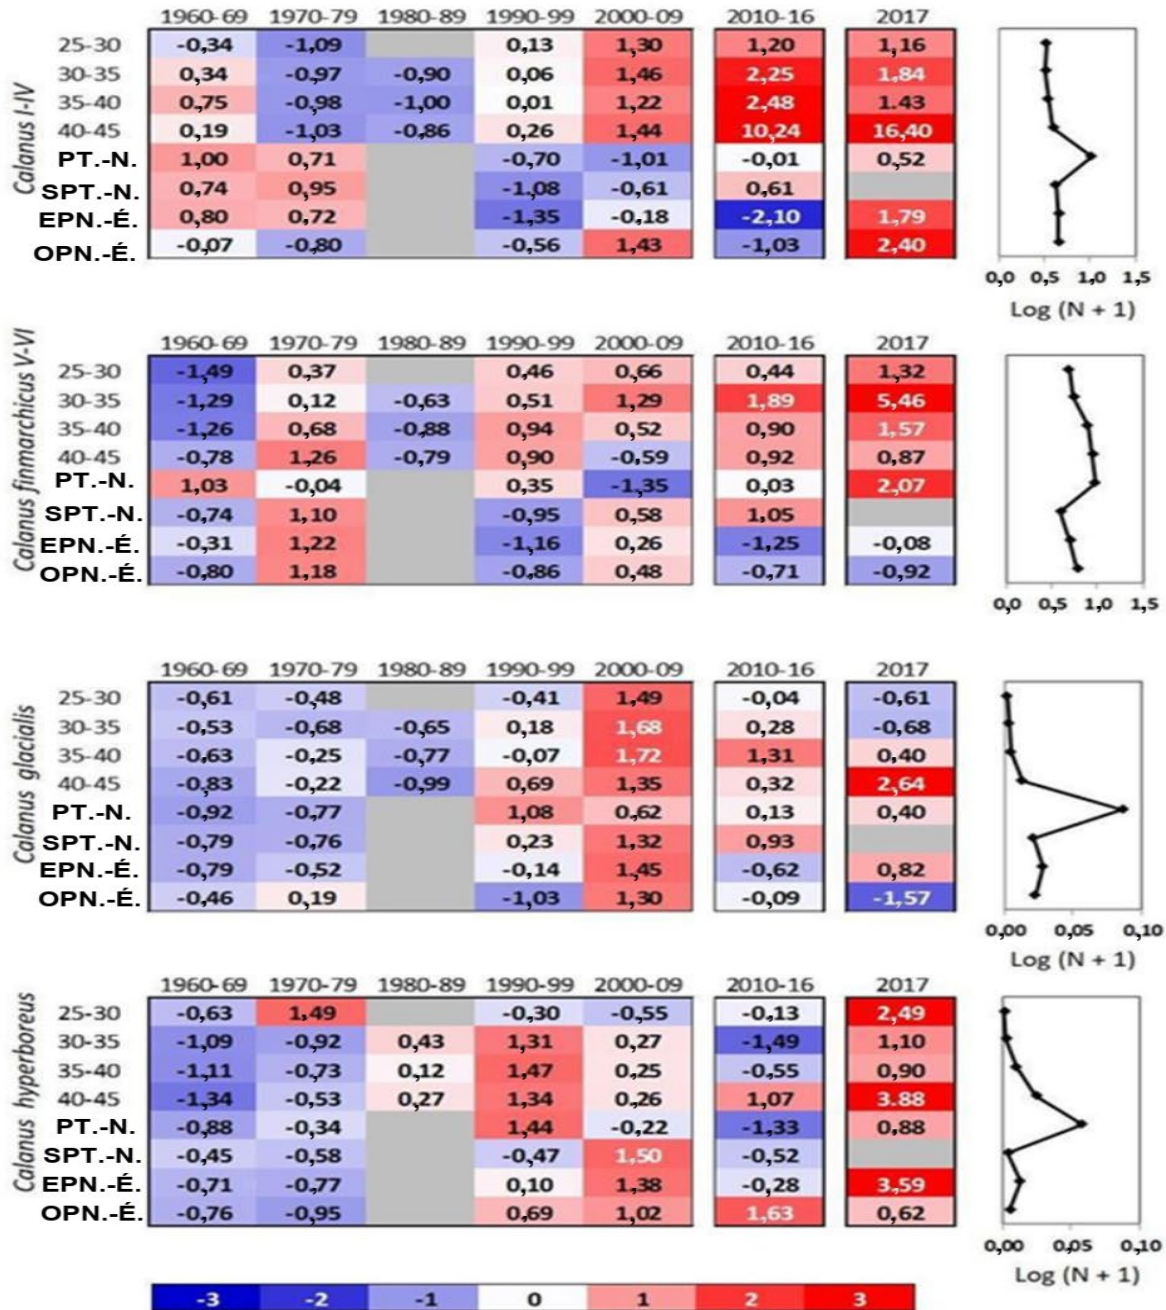 1960-69 1970-79 1980-89 1990-99 2000-09 2010-16 2017
Calanus I-IV
25-30 -0,34 -1,09 0,13 1,30 1,20 1,16
30-35 0,34 -0,97 -0,90 0,06 1,46 2,25 1,84
35-40 0,75 -0,98 -1,00 0,01 1,22 2,48 1.43
40-45 0,19 -1,03 -0,86 0,26 1,44 10,24 16,40
PT.-N. 1,00 0,71 -0,70 -1,01 -0,01 0,52
SPT.-N. 0,74 0,95 -1.08 -0,61 0,61
EPN.-É. 0,80 0,72 -1,35 -0,18 -2,10 1,79
OPN.-É. -0,07 -0,80 -0,56 1,43 -1,03 2,40
0,0 0,5 1,0 1,5
Log (N + 1)
1960-69 1970-79 1980-89 1990-99 2000-09 2010-16 2017
Calanus finmarchicus V-VI
25-30 -1,49 0,37 0,46 0,66 0,44 1,32
30-35 -1,29 0,12 -0,63 0,51 1,29 1,89 5,46
35-40 -1,26 0,68 -0,88 0,94 0,52 0,90 1,57
40-45 -0,78 1,26 -0,79 0,90 -0,59 0,92 0,87
PT.-N. 1,03 -0,04 0,35 -1,35 0,03 2,07
SPT.-N. -0,74 1,10 -0,95 0,58 1,05
EPN.-É. -0,31 1,22 -1,16 0,26 -1,25 -0,08
OPN.-É. -0,80 1,18 -0,86 0,48 -0,71 -0,92
0,0 0,5 1,0 1,5
1960-69 1970-79 1980-89 1990-99 2000-09 2010-16 2017
Calanus glacialis
25-30 -0,61 -0,48 -0,41 1,49 -0,04 -0,61
30-35 -0,53 -0,68 -0,65 0,18 1,68 0,28 -0,68
35-40 -0,63 -0,25 -0,77 -0,07 1,72 1,31 0,40
40-45 -0,83 -0,22 -0,99 0,69 1,35 0,32 2,64
PT.-N. -0,92 -0,77 1,08 0,62 0,13 0,40
SPT.-N. -0,79 -0,76 0,23 1,32 0,93
EPN.-É. -0,79 -0,52 -0,14 1,45 -0,62 0,82
OPN.-É. -0,46 0,19 -1,03 1,30 -0,09 -1,57
0,00 0,05 0,10
Log (N + 1)
1960-69 1970-79 1980-89 1990-99 2000-09 2010-16 2017
Calanus hyperboreus
25-30 -0,63 1,49 -0,30 -0,55 -0,13 2,49
30-35 -1,09 -0,92 0,43 1,31 0,27 -1,49 1,10
35-40 -1,11 -0,73 0,12 1,47 0,25 -0,55 0,90
40-45 -1,34 -0,53 0,27 1,34 0,26 1,07 3.88
PT.-N. -0,88 -0,34 1,44 -0,22 -1,33 0,88
SPT.-N. -0,45 -0,58 -0,47 1,50 -0,52
EPN.-É. -0,71 -0,77 0,10 1,38 -0,28 3,59
OPN.-É. -0,76 -0,95 0,69 1,02 1,63 0,62
0,00 0,05 0,10
Log (N + 1)
-3 -2 -1 0 1 2 3